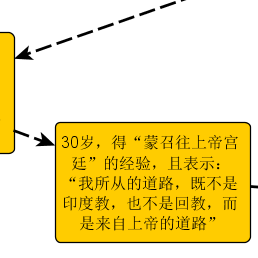 30岁，得“蒙召往上帝宫
廷”的经验，且表示：
“我所从的道路，既不是
印度教，也不是回教，而
是来自上帝的道路”